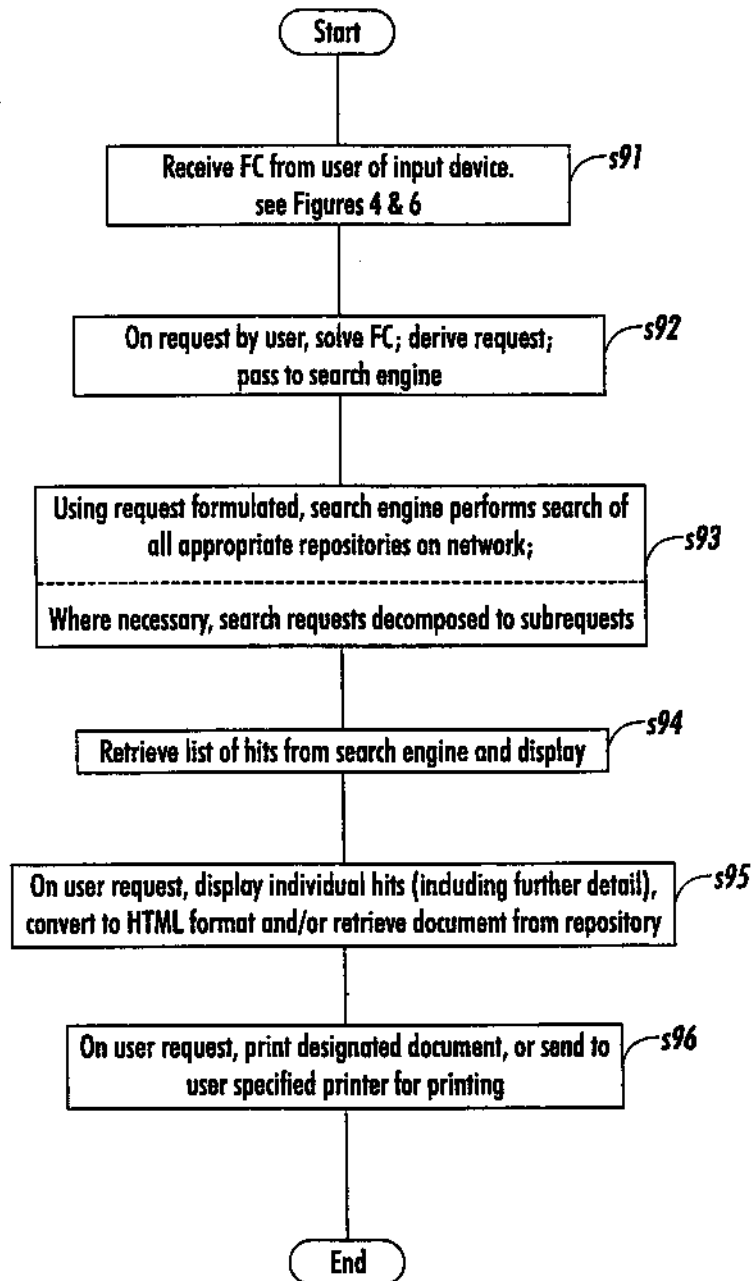 Start
Receive FC from user of input device.
see Figures 4 & 6
s91
On request by user, solve FC; derive request;
pass to search engine
s92
Using request formulated, search engine performs search of
all appropriate repositories on network;
s93
Where necessary, search requests decomposed to subrequests
Retrieve list of hits from search engine and display
s94
On user request, display individual hits (including further detail),
convert to HTML format and/or retrieve document from repository
s95
On user request, print designated document, or send to
user specified printer for printing
s96
End